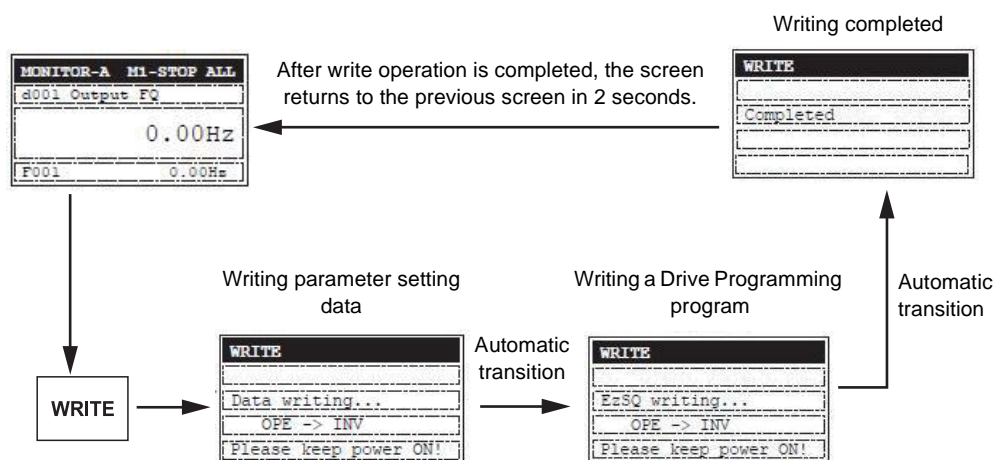 Writing completed
MONITOR-A M1-STOP ALL
d001 Output FQ
0.00Hz
F001 0.00Hz
After write operation is completed, the screen
returns to the previous screen in 2 seconds.
WRITE
Completed
Writing parameter setting
data
Writing a Drive Programming
program
Automatic
transition
WRITE
WRITE
Data writing...
OPE -> INV
Please keep power ON!
Automatic
transition
WRITE
EzSQ writing...
OPE -> INV
Please keep power ON!